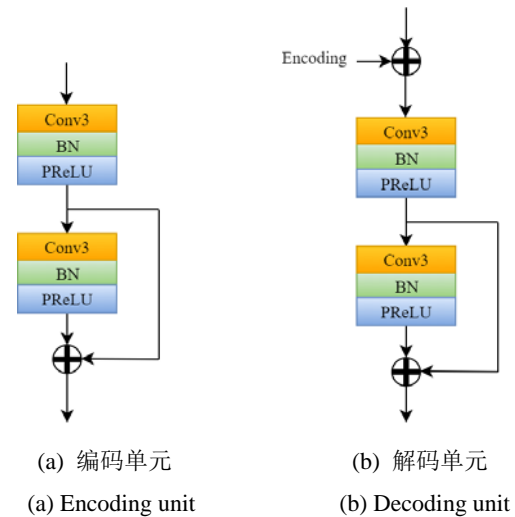 Conv3
BN
PReLU
Conv3
BN
PReLU
(a) 编码单元
(a) Encoding unit
Encoding
Conv3
BN
PReLU
Conv3
BN
PReLU
(b) 解码单元
(b) Decoding unit